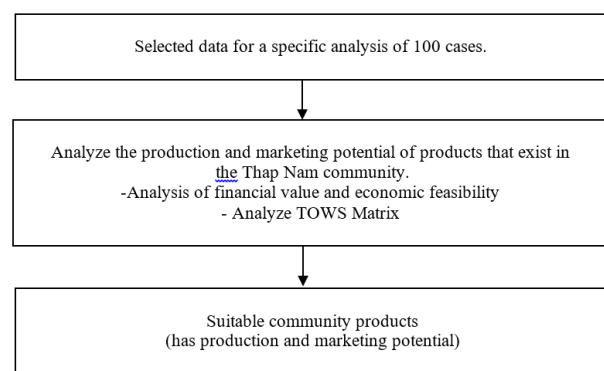 Selected data for a specific analysis of 100 cases.
Analyze the production and marketing potential of products that exist in
the Thap Nam community.
-Analysis of financial value and economic feasibility
- Analyze TOWS Matrix
Suitable community products
(has production and marketing potential)